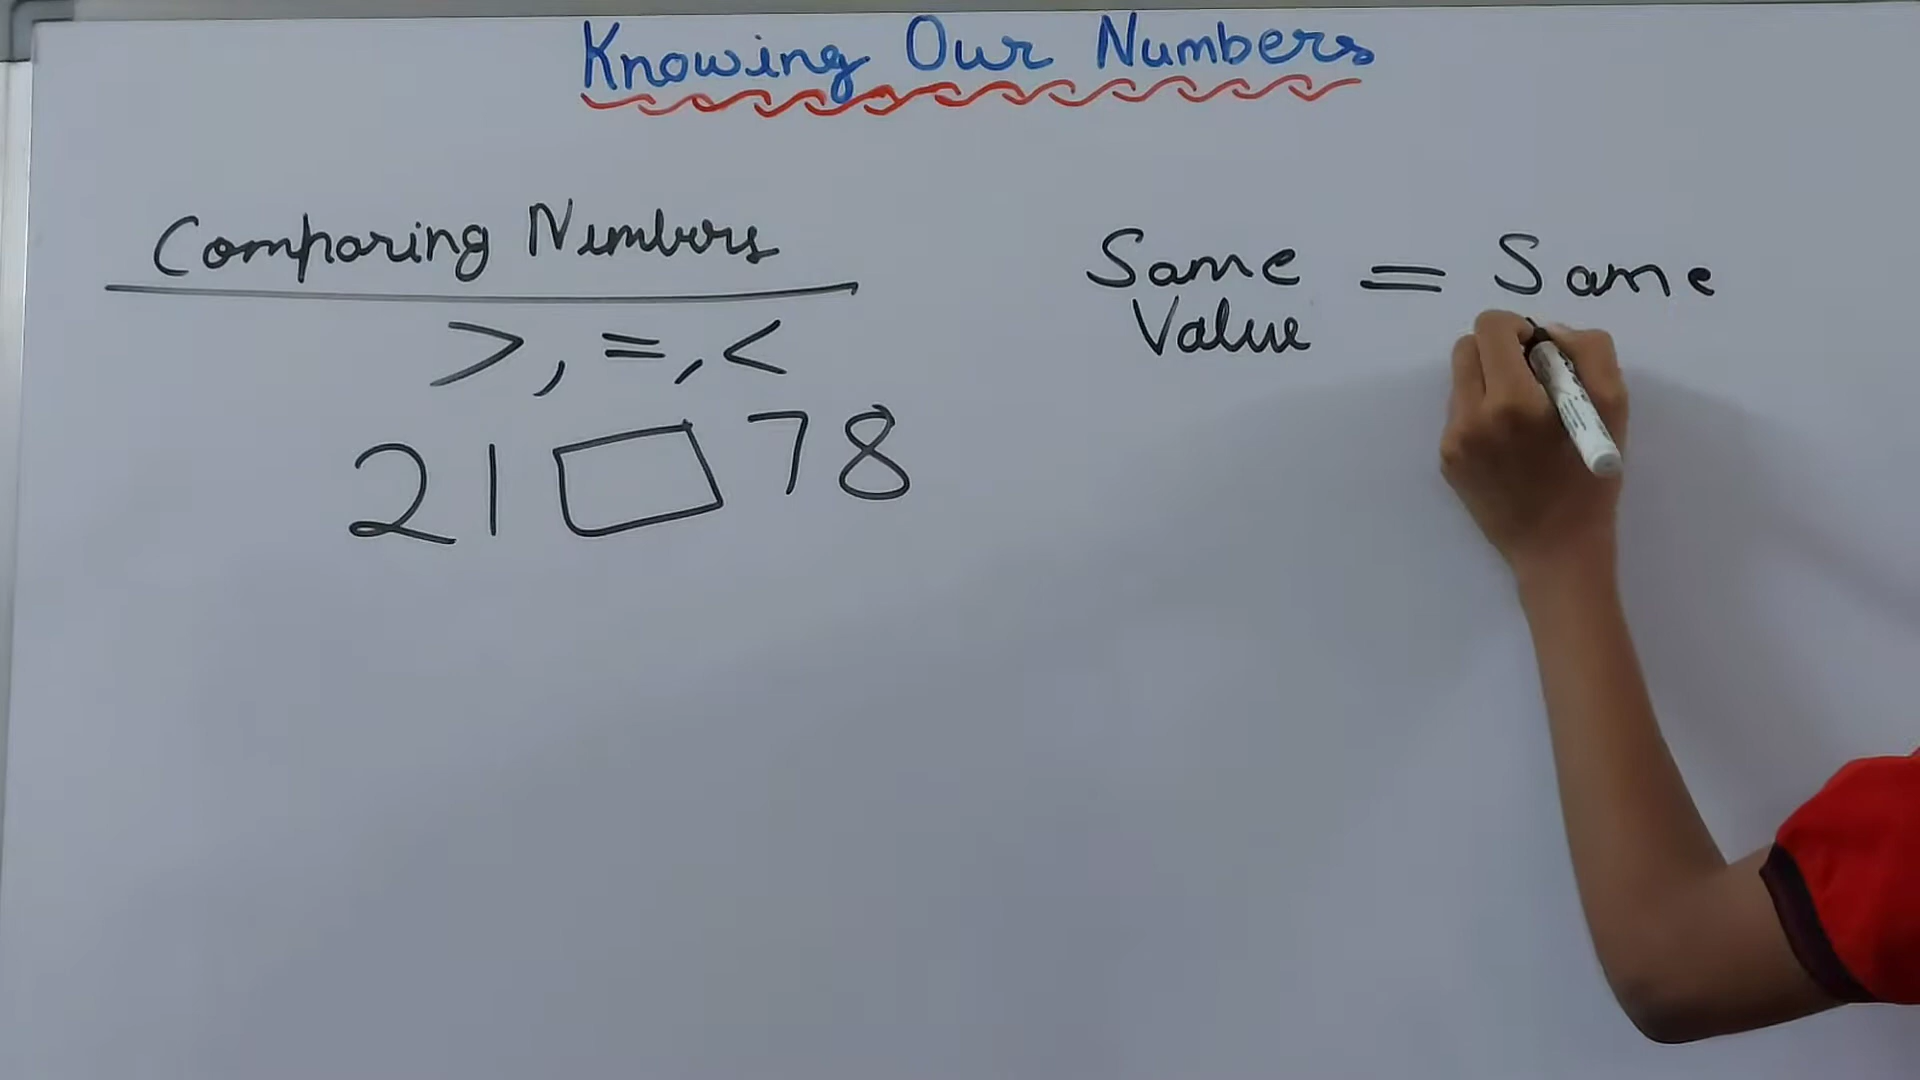 Knowing Our Numbers
Comparing Numbers
>, =, <
21 □ 78
Same = Same
Value